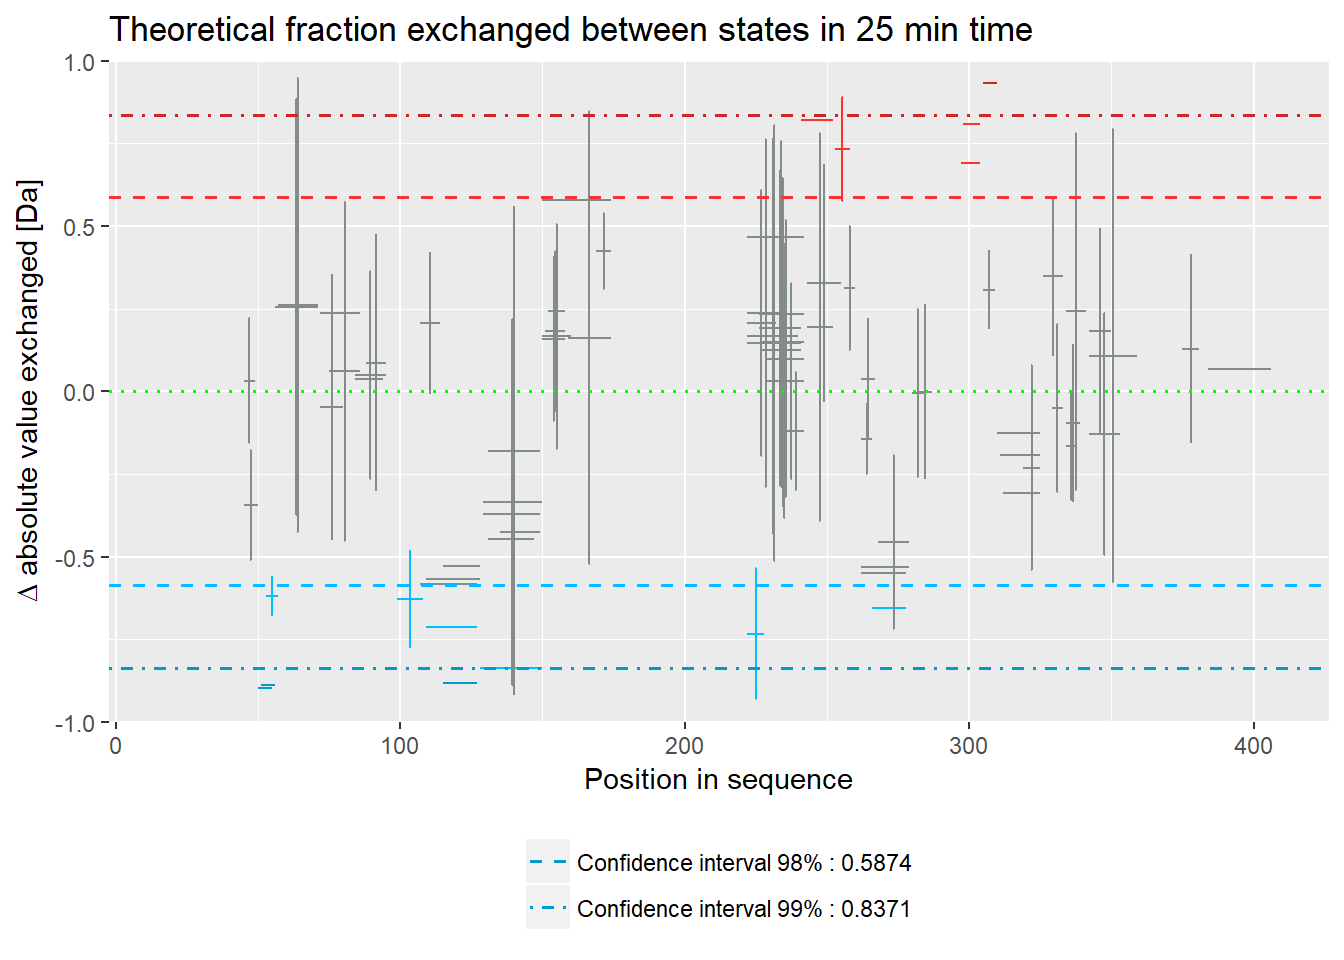 Theoretical fraction exchanged between states in 25 min time
Δ absolute value exchanged [Da]
1.0
0.5
0.0
-0.5
-1.0
0 100 200 300 400
Position in sequence
Confidence interval 98% : 0.5874
Confidence interval 99% : 0.8371